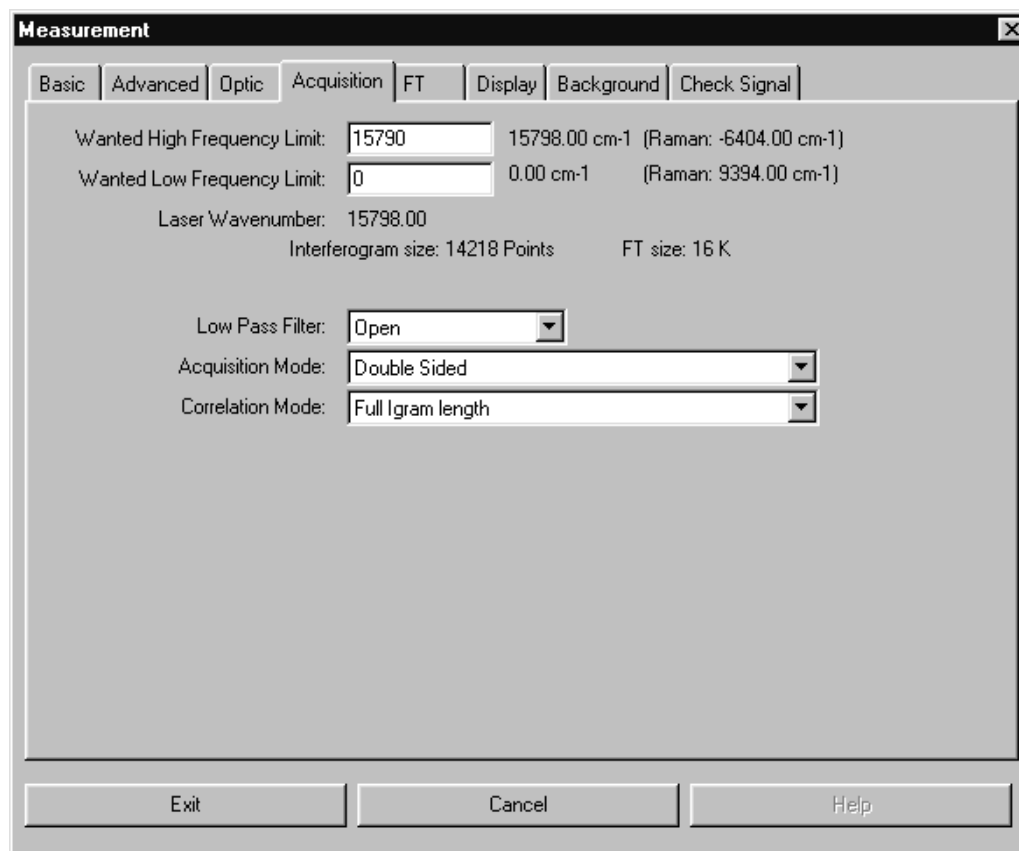 Measurement
Basic Advanced Optic Acquisition FT Display Background Check Signal
Wanted High Frequency Limit: 15790 15798.00 cm-1 (Raman: -6404.00 cm-1)
Wanted Low Frequency Limit: 0 0.00 cm-1 (Raman: 9394.00 cm-1)
Laser Wavenumber: 15798.00
Interferogram size: 14218 Points FT size: 16 K
Low Pass Filter: Open
Acquisition Mode: Double Sided
Correlation Mode: Full Igram length
Exit Cancel Help